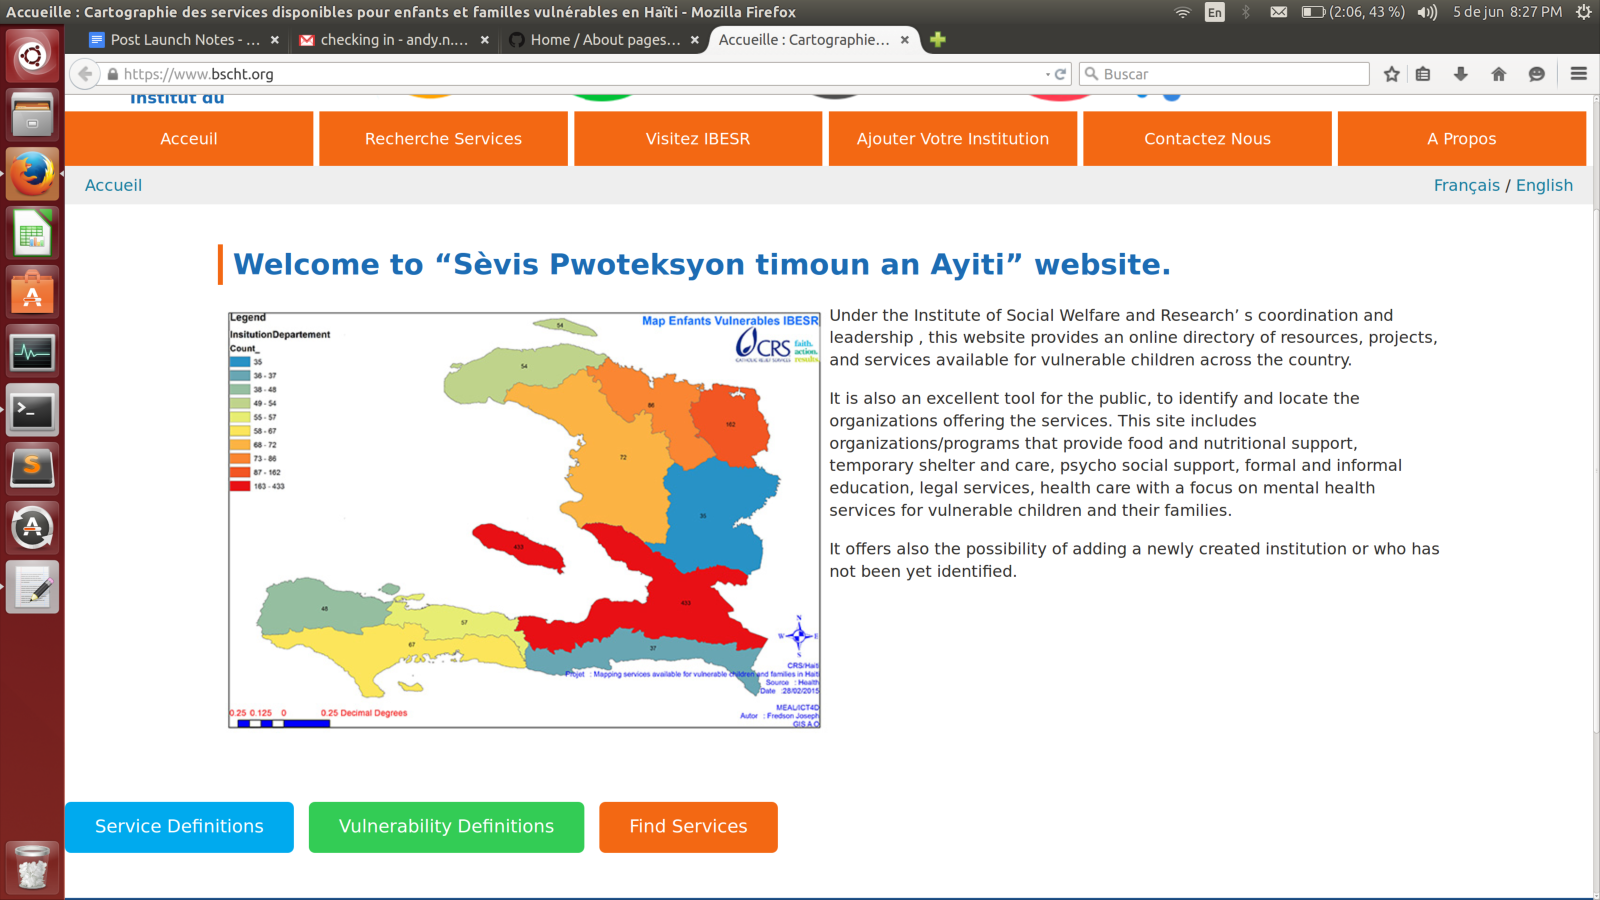 Accueille : Cartographie des services disponibles pour enfants et familles vulnérables en Haïti - Mozilla Firefox
En
(2:06, 43 %)
5 de jun 8:27 PM
Post Launch Notes - ...
checking in - andy.n....
Home / About pages...
Accueille : Cartographie...
https://www.bscht.org
Buscar
Institut du
Acceuil
Recherche Services
Visitez IBESR
Ajouter Votre Institution
Contactez Nous
A Propos
Accueil
Français / English
Welcome to “Sèvis Pwoteksyon timoun an Ayiti” website.
Legend
InsitutionDepartement
Count_
35
36 - 37
38 - 48
49 - 54
55 - 57
58 - 67
68 - 72
73 - 86
87 - 162
163 - 433
Map Enfants Vulnerables IBESR
CRS
faith.
action.
results.
CATHOLIC RELIEF SERVICES
54
54
86
162
72
35
433
433
48
57
67
37
N
W
E
S
CRS/Haiti
Projet : Mapping services available for vulnerable children and families in Haiti
Source : Health
Date :28/02/2015
MEAL/ICT4D
Autor : Fredson Joseph
GIS A O
0.25 0.125 0 0.25 Decimal Degrees
Under the Institute of Social Welfare and Research’ s coordination and
leadership , this website provides an online directory of resources, projects,
and services available for vulnerable children across the country.
It is also an excellent tool for the public, to identify and locate the
organizations offering the services. This site includes
organizations/programs that provide food and nutritional support,
temporary shelter and care, psycho social support, formal and informal
education, legal services, health care with a focus on mental health
services for vulnerable children and their families.
It offers also the possibility of adding a newly created institution or who has
not been yet identified.
Service Definitions
Vulnerability Definitions
Find Services